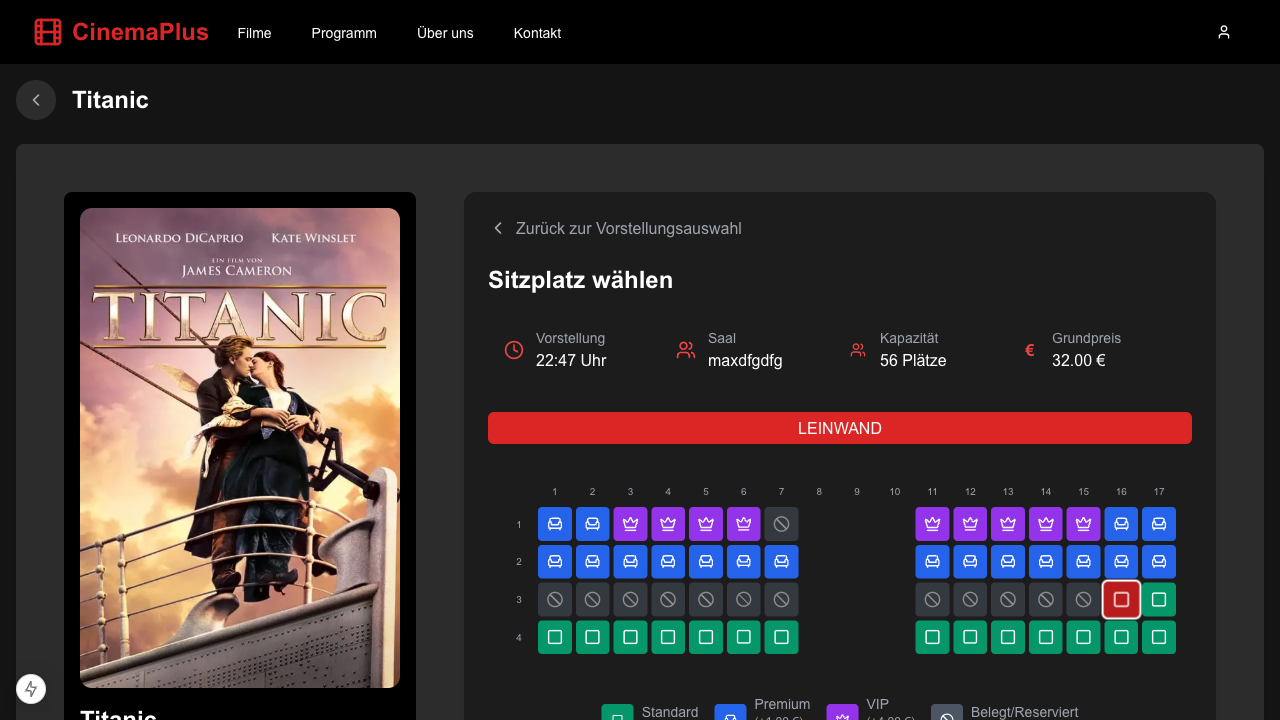 CinemaPlus Filme Programm Über uns Kontakt
Titanic
LEONARDO DICAPRIO KATE WINSLET
EIN FILM VON
JAMES CAMERON
TITANIC
Titanic
Zurück zur Vorstellungsauswahl
Sitzplatz wählen
Vorstellung
22:47 Uhr
Saal
maxdfgdfg
Kapazität
56 Plätze
€
Grundpreis
32.00 €
LEINWAND
1 2 3 4 5 6 7 8 9 10 11 12 13 14 15 16 17
1
2
3
4
Standard
Premium
VIP
Belegt/Reserviert